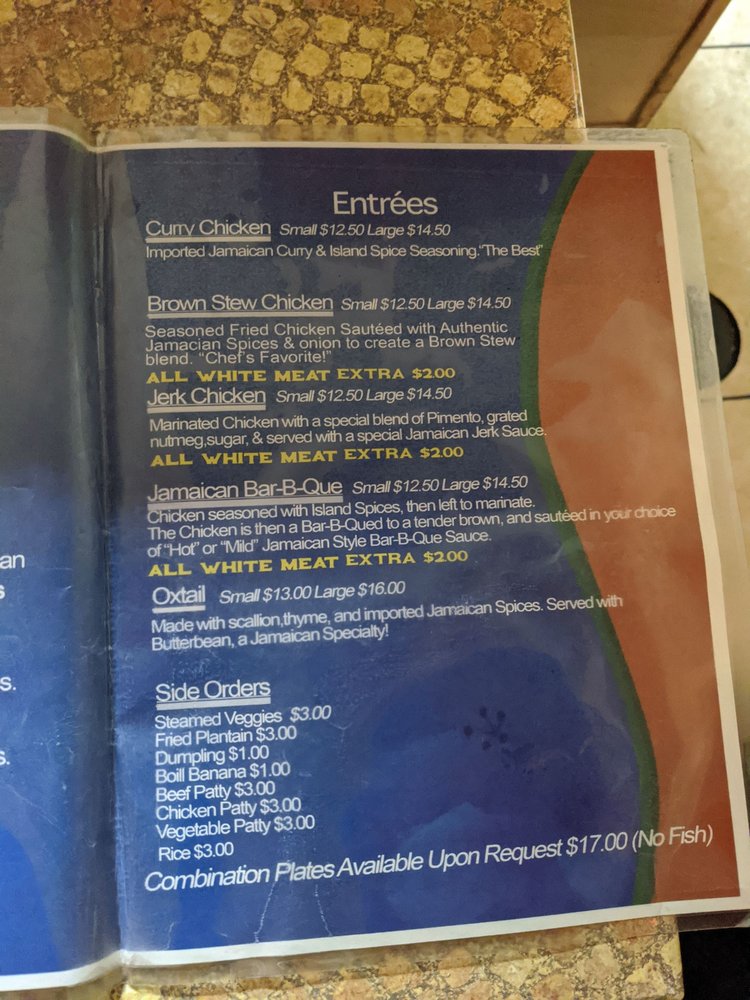 Entrées
Curry Chicken Small $12.50 Large $14.50
Imported Jamaican Curry & Island Spice Seasoning."The Best"
Brown Stew Chicken Small $12.50 Large $14.50
Seasoned Fried Chicken Sautéed with Authentic
Jamacian Spices & onion to create a Brown Stew
blend. "Chef's Favorite!"
ALL WHITE MEAT EXTRA $2.00
Jerk Chicken Small $12.50 Large $14.50
Marinated Chicken with a special blend of Pimento, grated
nutmeg,sugar, & served with a special Jamaican Jerk Sauce.
ALL WHITE MEAT EXTRA $2.00
Jamaican Bar-B-Que Small $12.50 Large $14.50
Chicken seasoned with Island Spices, then left to marinate.
The Chicken is then a Bar-B-Qued to a tender brown, and sautéed in your choice
of "Hot" or "Mild" Jamaican Style Bar-B-Que Sauce.
ALL WHITE MEAT EXTRA $2.00
Oxtail Small $13.00 Large $16.00
Made with scallion,thyme, and imported Jamaican Spices. Served with
Butterbean, a Jamaican Specialty!
Side Orders
Steamed Veggies $3.00
Fried Plantain $3.00
Dumpling $1.00
Boill Banana $1.00
Beef Patty $3.00
Chicken Patty $3.00
Vegetable Patty $3.00
Rice $3.00
Combination Plates Available Upon Request $17.00 (No Fish)